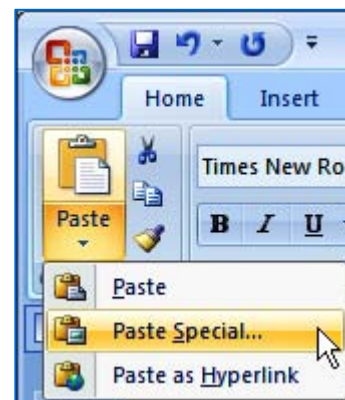 Home Insert
Times New Ro
Paste
B I U
Paste
Paste Special...
Paste as Hyperlink